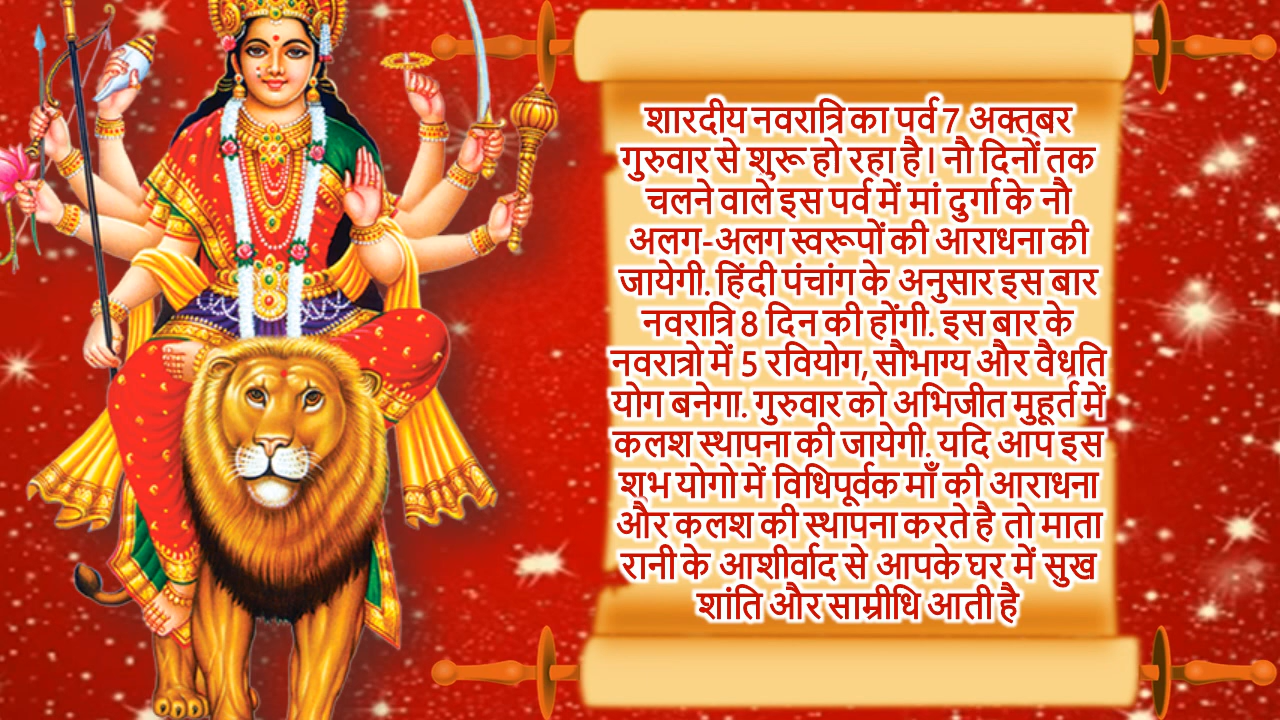 शारदीय नवरात्रि का पर्व 7 अक्तूबर
गुरुवार से शुरू हो रहा है। नौ दिनों तक
चलने वाले इस पर्व में मां दुर्गा के नौ
अलग-अलग स्वरूपों की आराधना की
जायेगी. हिंदी पंचांग के अनुसार इस बार
नवरात्रि 8 दिन की होंगी. इस बार के
नवरात्रो में 5 रवियोग, सौभाग्य और वैधृति
योग बनेगा. गुरुवार को अभिजीत मुहूर्त में
कलश स्थापना की जायेगी. यदि आप इस
शुभ योगो में विधिपूर्वक माँ की आराधना
और कलश की स्थापना करते है तो माता
रानी के आशीर्वाद से आपके घर में सुख
शांति और साम्रीधि आती है